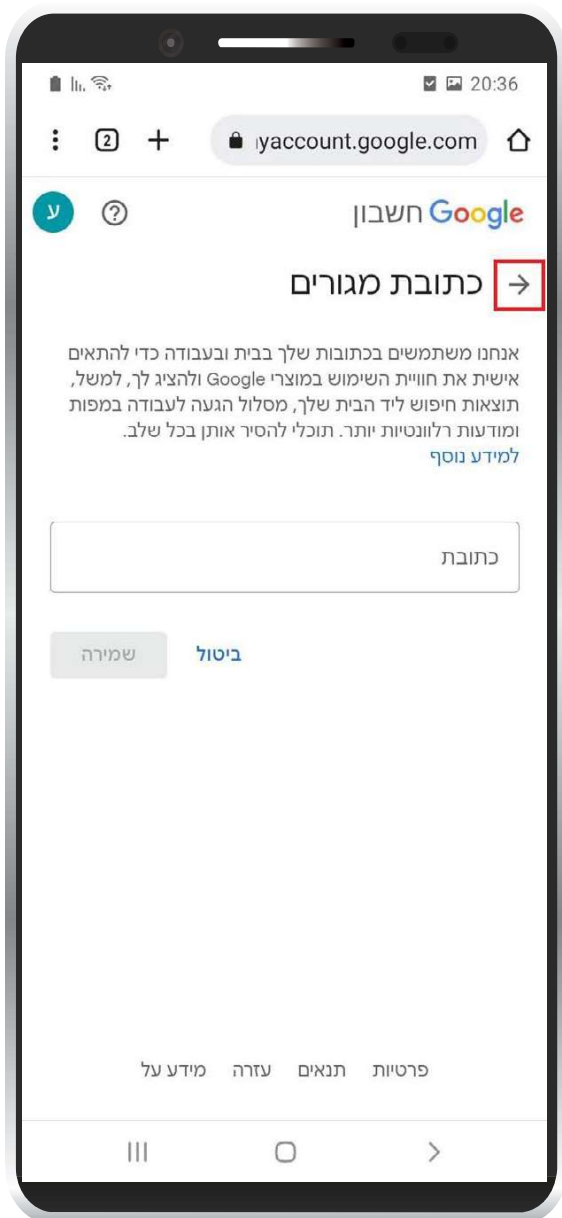 20:36
2
yaccount.google.com
חשבון Google
ע
כתובת מגורים
אנחנו משתמשים בכתובות שלך בבית ובעבודה כדי להתאים
אישית את חוויית השימוש במוצרי Google ולהציג לך, למשל,
תוצאות חיפוש ליד הבית שלך, מסלול הגעה לעבודה במפות
ומודעות רלוונטיות יותר. תוכלי להסיר אותן בכל שלב.
למידע נוסף
כתובת
ביטול שמירה
פרטיות תנאים עזרה מידע על